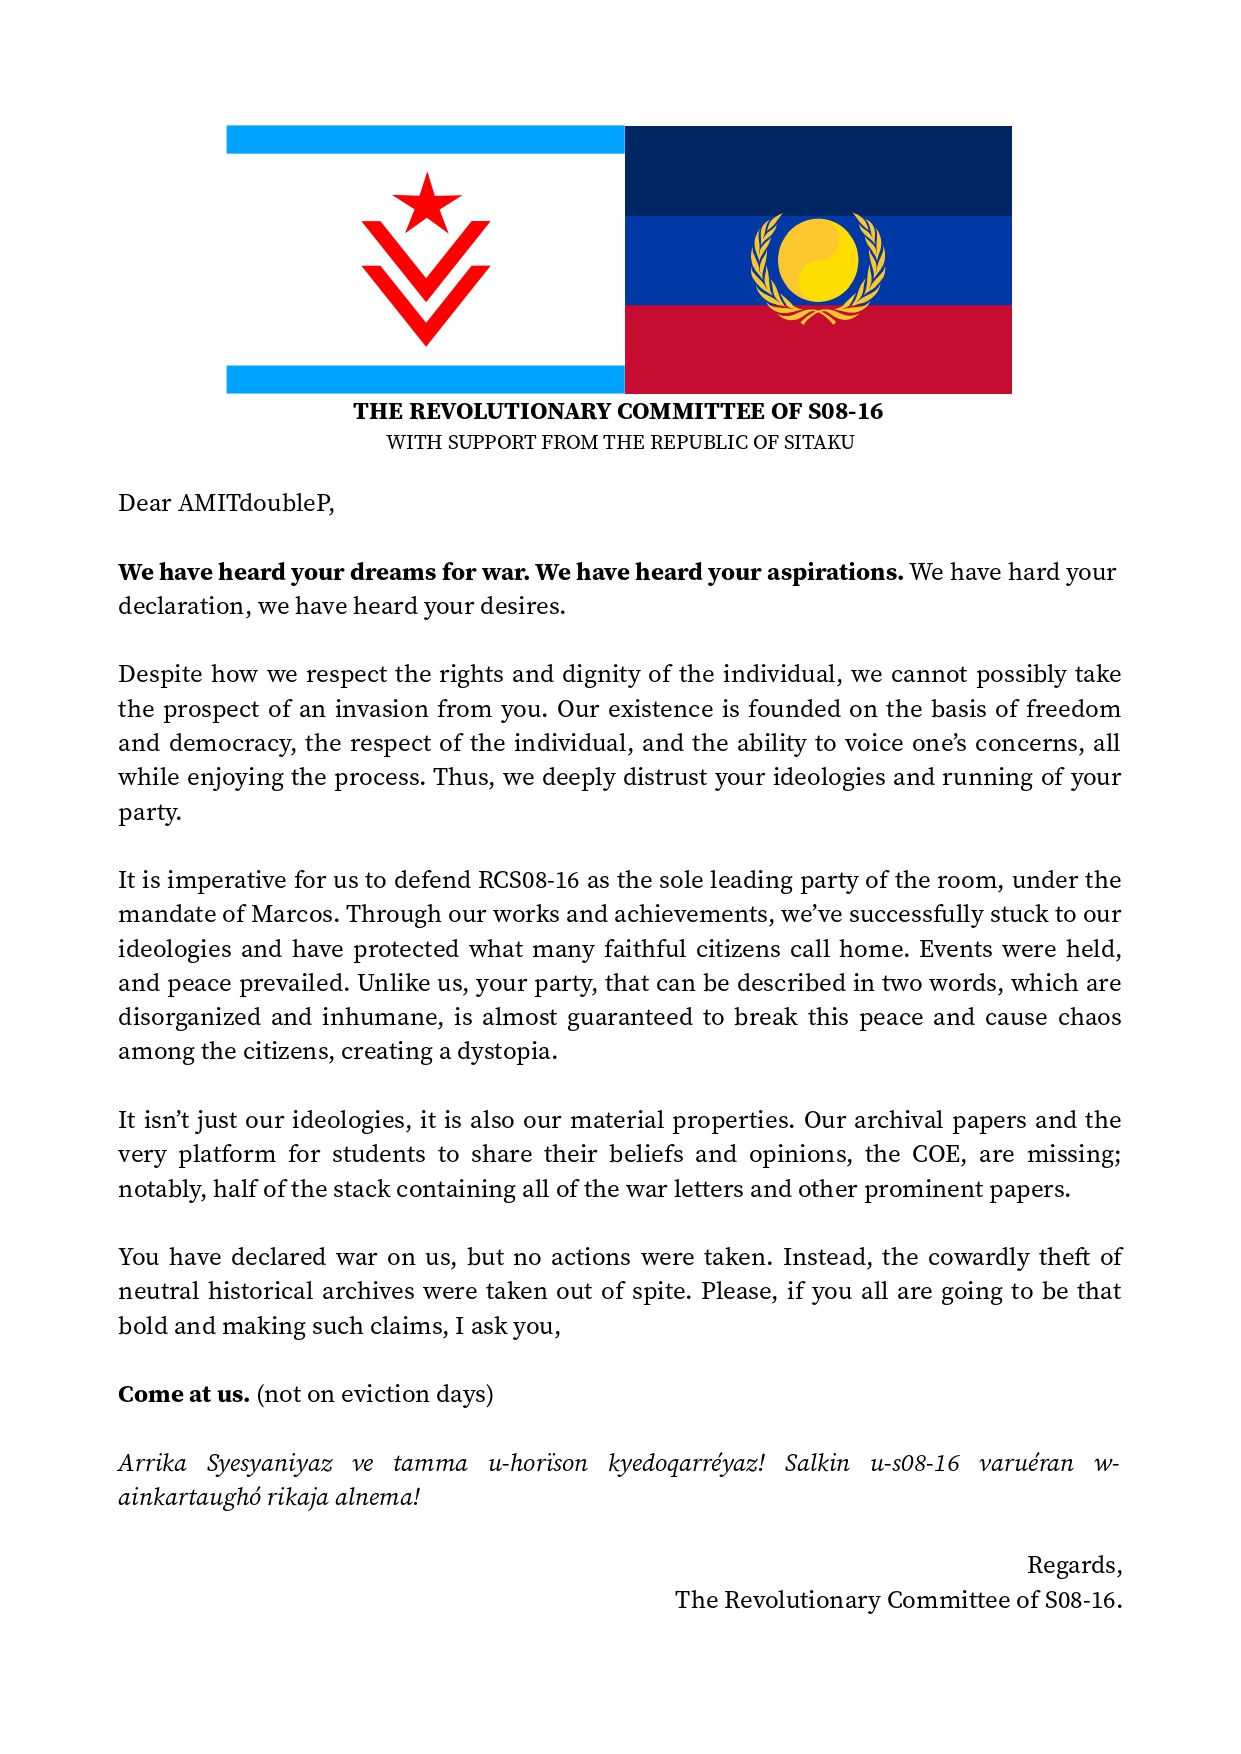 THE REVOLUTIONARY COMMITTEE OF S08-16
WITH SUPPORT FROM THE REPUBLIC OF SITAKU
Dear AMITdoubleP,
We have heard your dreams for war. We have heard your aspirations. We have hard your
declaration, we have heard your desires.
Despite how we respect the rights and dignity of the individual, we cannot possibly take
the prospect of an invasion from you. Our existence is founded on the basis of freedom
and democracy, the respect of the individual, and the ability to voice one’s concerns, all
while enjoying the process. Thus, we deeply distrust your ideologies and running of your
party.
It is imperative for us to defend RCS08-16 as the sole leading party of the room, under the
mandate of Marcos. Through our works and achievements, we’ve successfully stuck to our
ideologies and have protected what many faithful citizens call home. Events were held,
and peace prevailed. Unlike us, your party, that can be described in two words, which are
disorganized and inhumane, is almost guaranteed to break this peace and cause chaos
among the citizens, creating a dystopia.
It isn’t just our ideologies, it is also our material properties. Our archival papers and the
very platform for students to share their beliefs and opinions, the COE, are missing;
notably, half of the stack containing all of the war letters and other prominent papers.
You have declared war on us, but no actions were taken. Instead, the cowardly theft of
neutral historical archives were taken out of spite. Please, if you all are going to be that
bold and making such claims, I ask you,
Come at us. (not on eviction days)
Arrika Syesyaniyaz ve tamma u-horïson kyedoqarréyaz! Salkin u-s08-16 varuéran w-
ainkartaughó rikaja alnema!
Regards,
The Revolutionary Committee of S08-16.